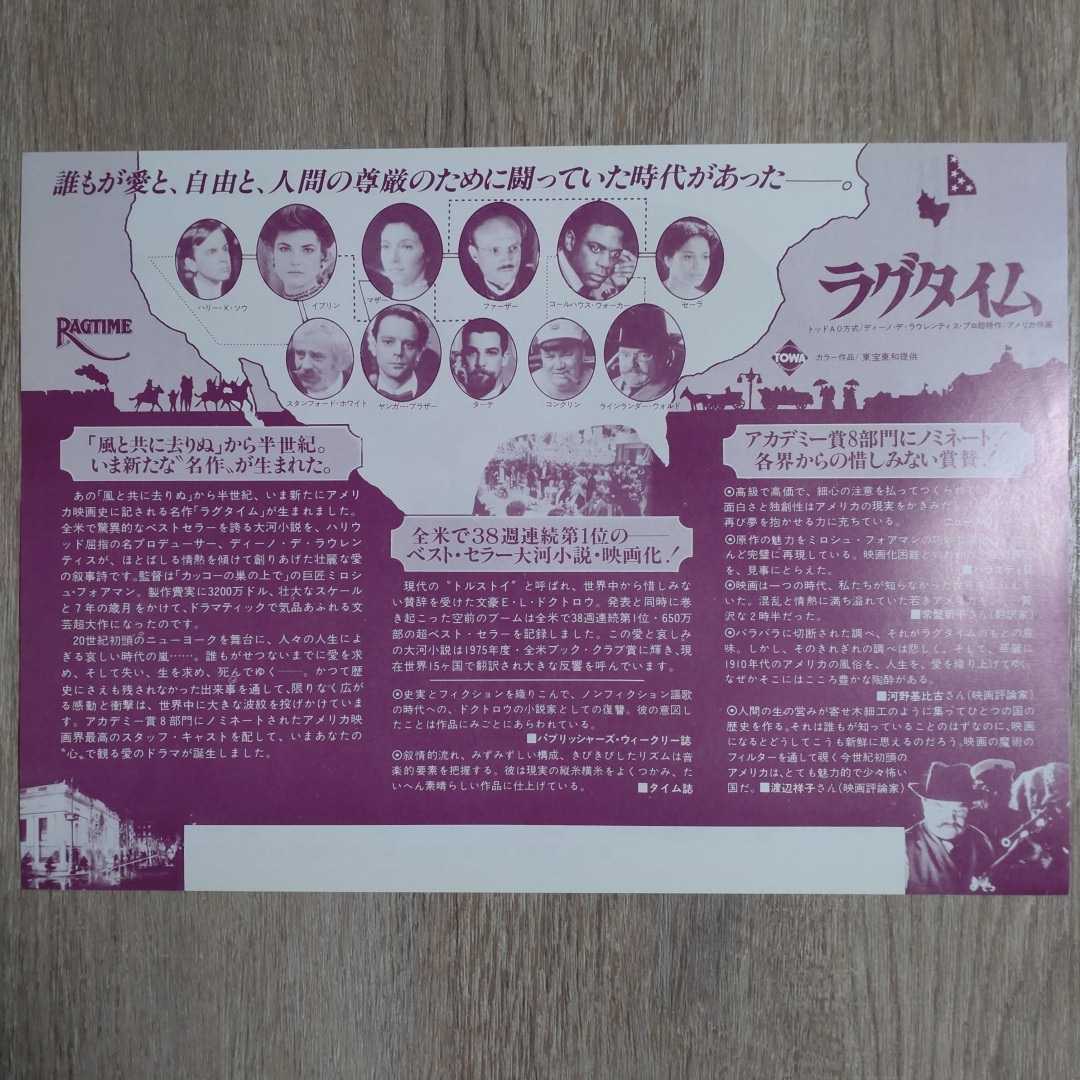 誰もが愛と、自由と、人間の尊厳のために闘っていた時代があった――。
ハリー・K・ソウ
イブリン
マザー
ファーザー
コールハウス・ウォーカー
セーラ
スタンフォード・ホワイト
ヤンガー・ブラザー
ターテ
コンクリン
ラインランダー・ウォルド
RAGTIME
ラグタイム
トッドAO方式/ディーノ・デ・ラウレンティス・プロ超特作/アメリカ映画
TOWA
カラー作品/東宝東和提供
「風と共に去りぬ」から半世紀。
いま新たな〝名作〟が生まれた。
あの「風と共に去りぬ」から半世紀、いま新たにアメリ
カ映画史に記される名作「ラグタイム」が生まれました。
全米で驚異的なベストセラーを誇る大河小説を、ハリウ
ッド屈指の名プロデューサー、ディーノ・デ・ラウレン
ティスが、ほとばしる情熱を傾けて創りあげた壮麗な愛
の叙事詩です。監督は「カッコーの巣の上で」の巨匠ミロシ
ュ・フォアマン。製作費実に3200万ドル、壮大なスケール
と7年の歳月をかけて、ドラマティックで気品あふれる文
芸超大作になったのです。
20世紀初頭のニューヨークを舞台に、人々の人生によ
ぎる哀しい時代の嵐……。誰もがせつないまでに愛を求
め、そして失い、生を求め、死んでゆく――。かつて歴
史にさえも残されなかった出来事を通して、限りなく広が
る感動と衝撃は、世界中に大きな波紋を投げかけていま
す。アカデミー賞8部門にノミネートされたアメリカ映
画界最高のスタッフ・キャストを配して、いまあなたの
〝心〟で観る愛のドラマが誕生しました。
全米で38週連続第1位の――
ベスト・セラー大河小説・映画化!
現代の〝トルストイ〟と呼ばれ、世界中から惜しみな
い賛辞を受けた文豪E・L・ドクトロウ。発表と同時に巻
き起こった空前のブームは全米で38週連続第1位・650万
部の超ベスト・セラーを記録しました。この愛と哀しみ
の大河小説は1975年度・全米ブック・クラブ賞に輝き、現
在世界15ヶ国で翻訳され大きな反響を呼んでいます。
⦿史実とフィクションを織りこんで、ノンフィクション謳歌
の時代への、ドクトロウの小説家としての復讐。彼の意図し
たことは作品にみごとにあらわれている。
■パブリッシャーズ・ウィークリー誌
⦿叙情的流れ、みずみずしい構成、きびきびしたリズムは音
楽的要素を把握する。彼は現実の縦糸横糸をよくつかみ、た
いへん素晴らしい作品に仕上げている。
■タイム誌
アカデミー賞8部門にノミネート!
各界からの惜しみない賞賛!
⦿高級で高価で、細心の注意を払ってつくら
面白さと独創性はアメリカの現実をかきみだ
再び夢を抱かせる力に充ちている。
⦿原作の魅力をミロシュ・フォアマンの
んど完璧に再現している。映画化困難と
を、見事にとらえた。
⦿映画は一つの時代、私たちが知らなかった
いた。混乱と情熱に満ち溢れていた若きアメリカ
沢な2時半だった。
⦿バラバラに切断された調べ、それがラグタイムのもとの意
味。しかし、そのきれぎれの調べは悲しく、そして、華麗に
1910年代のアメリカの風俗を、人生を、愛を織り上げてゆく。
なぜかそこにはこころ豊かな陶酔がある。
■河野基比古さん(映画評論家)
⦿人間の生の営みが寄せ木細工のように集ってひとつの国の
歴史を作る。それは誰もが知っていることのはずなのに、映画
になるとどうしてこうも新鮮に思えるのだろう。映画の魔術の
フィルターを通して覗く今世紀初頭の
アメリカは、とても魅力的で少々怖い
国だ。■渡辺祥子さん(映画評論家)